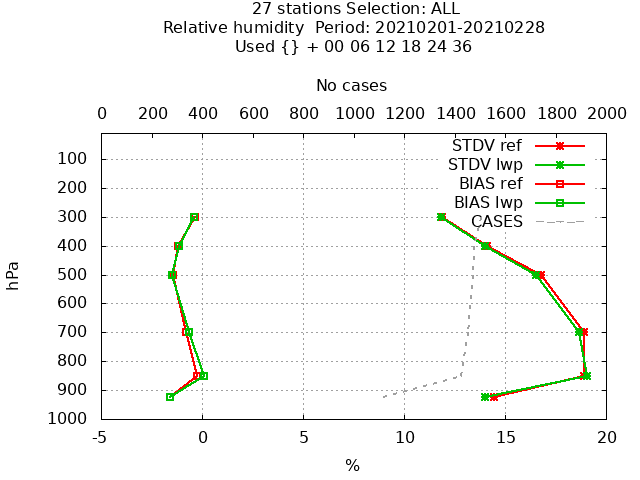 27 stations Selection: ALL
Relative humidity  Period: 20210201-20210228
Used {} + 00 06 12 18 24 36
No cases
0 200 400 600 800 1000 1200 1400 1600 1800 2000
STDV ref
STDV lwp
BIAS ref
BIAS lwp
CASES
100
200
300
400
500
600
700
800
900
1000
hPa
-5 0 5 10 15 20
%